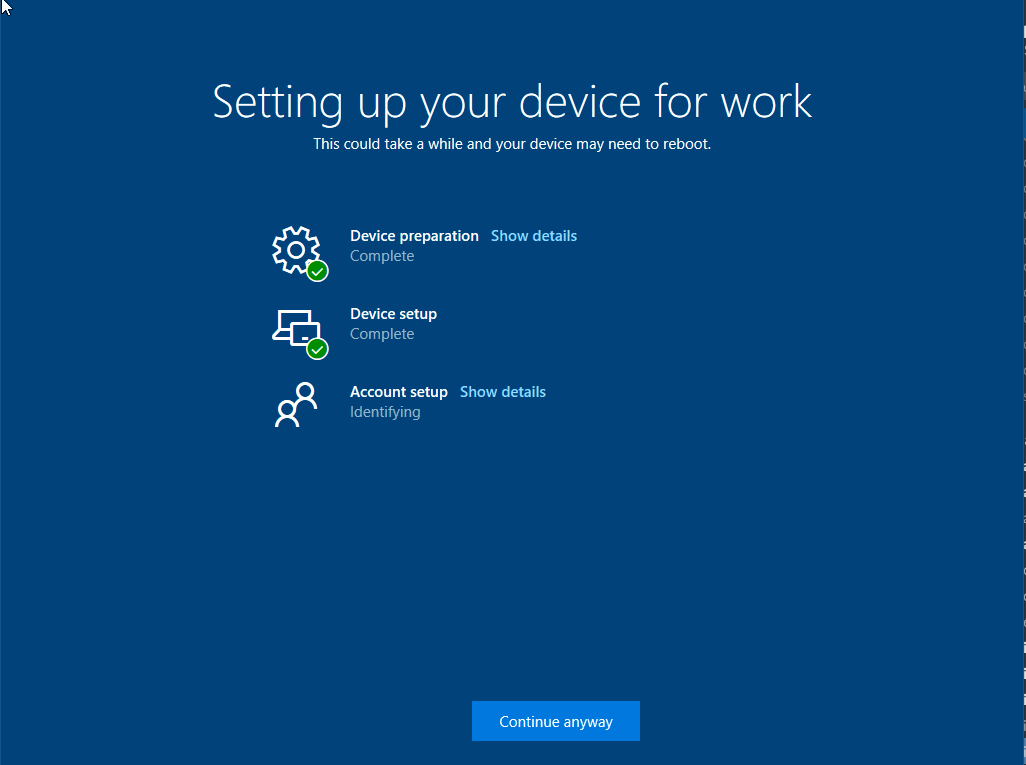 Setting up your device for work
This could take a while and your device may need to reboot.
Device preparation Show details
Complete
Device setup
Complete
Account setup Show details
Identifying
Continue anyway